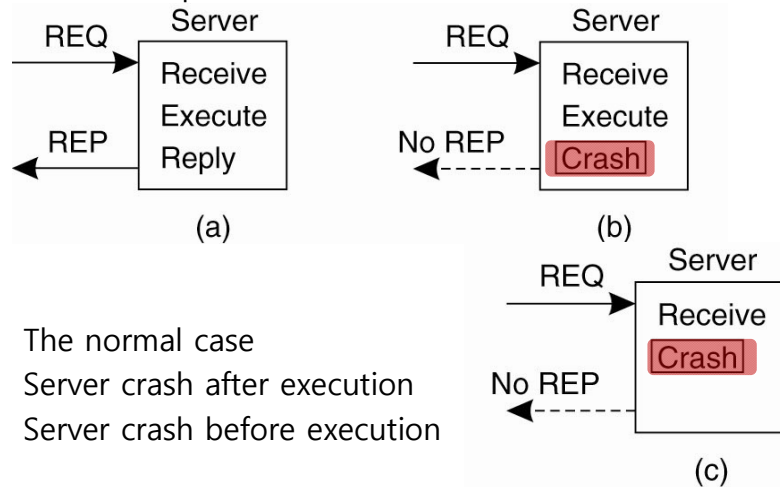 Server
REQ
Receive
Execute
REP
Reply
(a)
Server
REQ
Receive
Execute
No REP
Crash
(b)
Server
REQ
Receive
Crash
No REP
(c)
The normal case
Server crash after execution
Server crash before execution